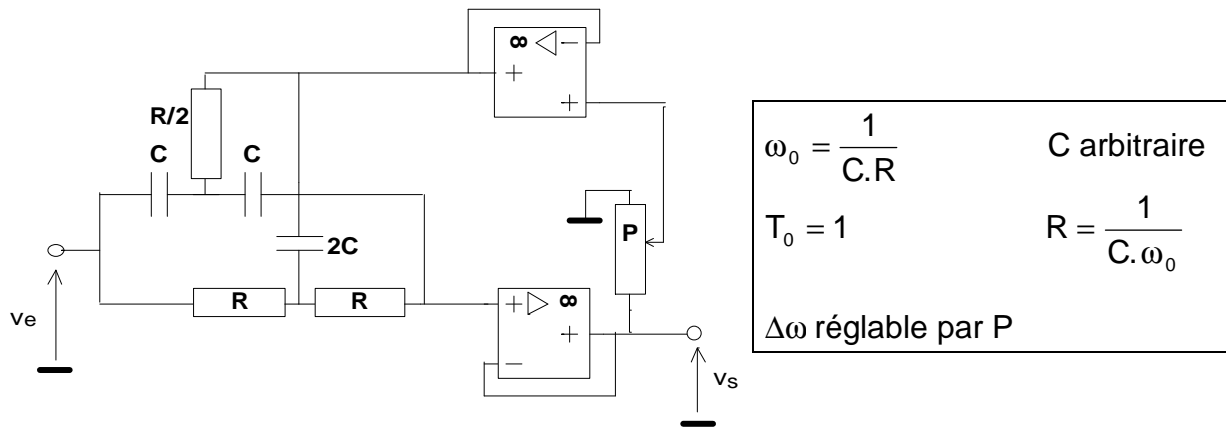 ∞
−
+
+
R/2
C
C
P
2C
R
R
+
∞
+
−
ve
vs
ω0 = 1/C.R C arbitraire
T0 = 1 R = 1/C.ω0
Δω réglable par P